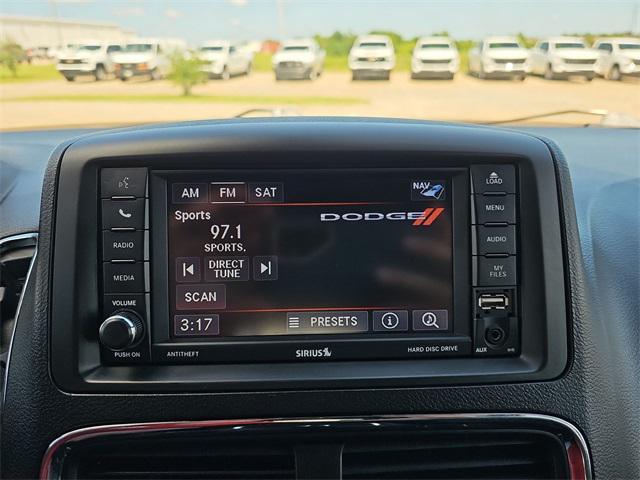 AM FM SAT NAV
LOAD
Sports
DODGE
MENU
97.1
SPORTS.
RADIO
AUDIO
DIRECT
TUNE
MEDIA
MY
FILES
SCAN
VOLUME
3:17
PRESETS
PUSH ON
ANTITHEFT
SIRIUS
HARD DISC DRIVE
AUX